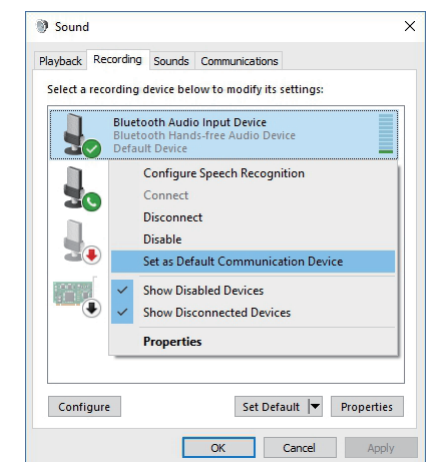 Sound
Playback Recording Sounds Communications
Select a recording device below to modify its settings:
Bluetooth Audio Input Device
Bluetooth Hands-free Audio Device
Default Device
Configure Speech Recognition
Connect
Disconnect
Disable
Set as Default Communication Device
Show Disabled Devices
Show Disconnected Devices
Properties
Configure Set Default Properties
OK Cancel Apply